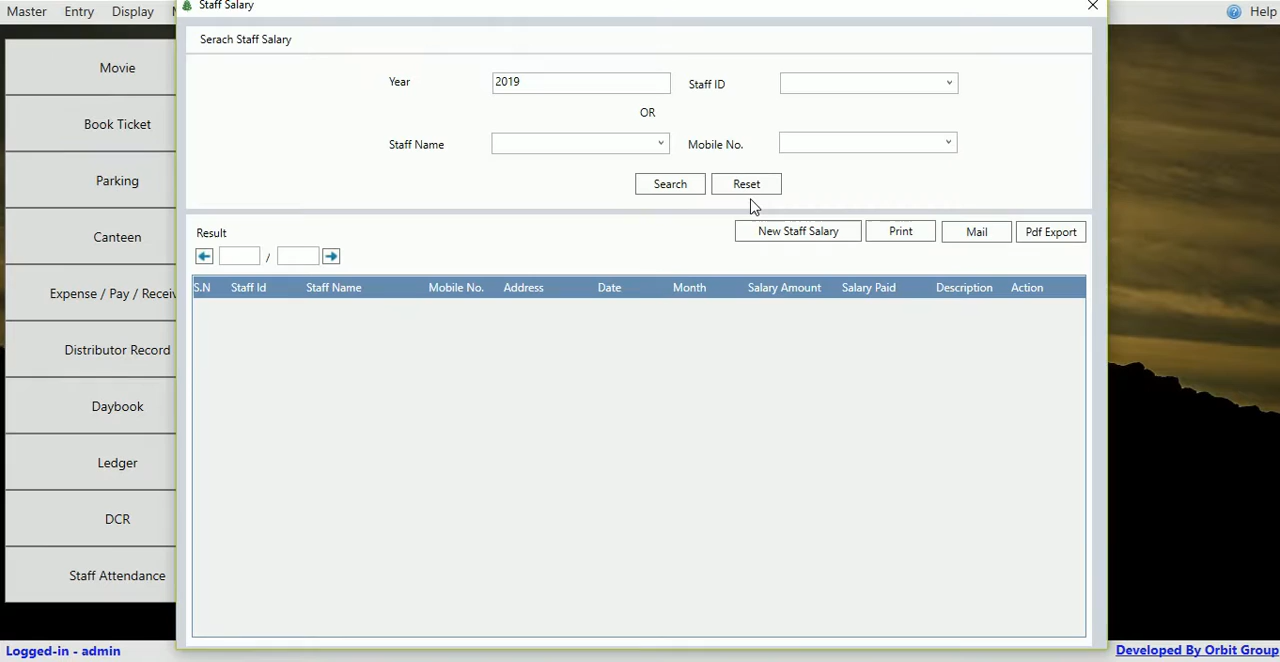 Master Entry Display
Staff Salary
Help
Serach Staff Salary
Movie
Book Ticket
Parking
Canteen
Expense / Pay / Receiv
Distributor Record
Daybook
Ledger
DCR
Staff Attendance
Year 2019 Staff ID
OR
Staff Name Mobile No.
Search Reset
Result
/
New Staff Salary Print Mail Pdf Export
S.N Staff Id Staff Name Mobile No. Address Date Month Salary Amount Salary Paid Description Action
Logged-in - admin
Developed By Orbit Group